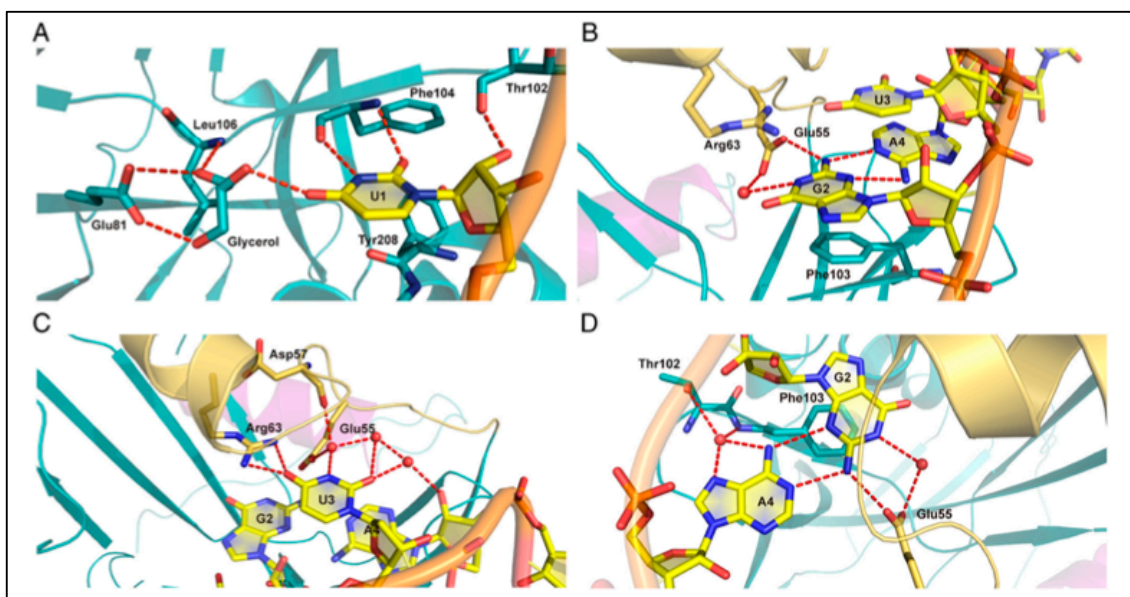 A
Phe104
Thr102
Leu106
U1
Glu81
Glycerol
Tyr208
B
U3
Glu55
Arg63
A4
G2
Phe103
C
Asp57
Arg63
Glu55
U3
G2
D
Thr102
G2
Phe103
A4
Glu55